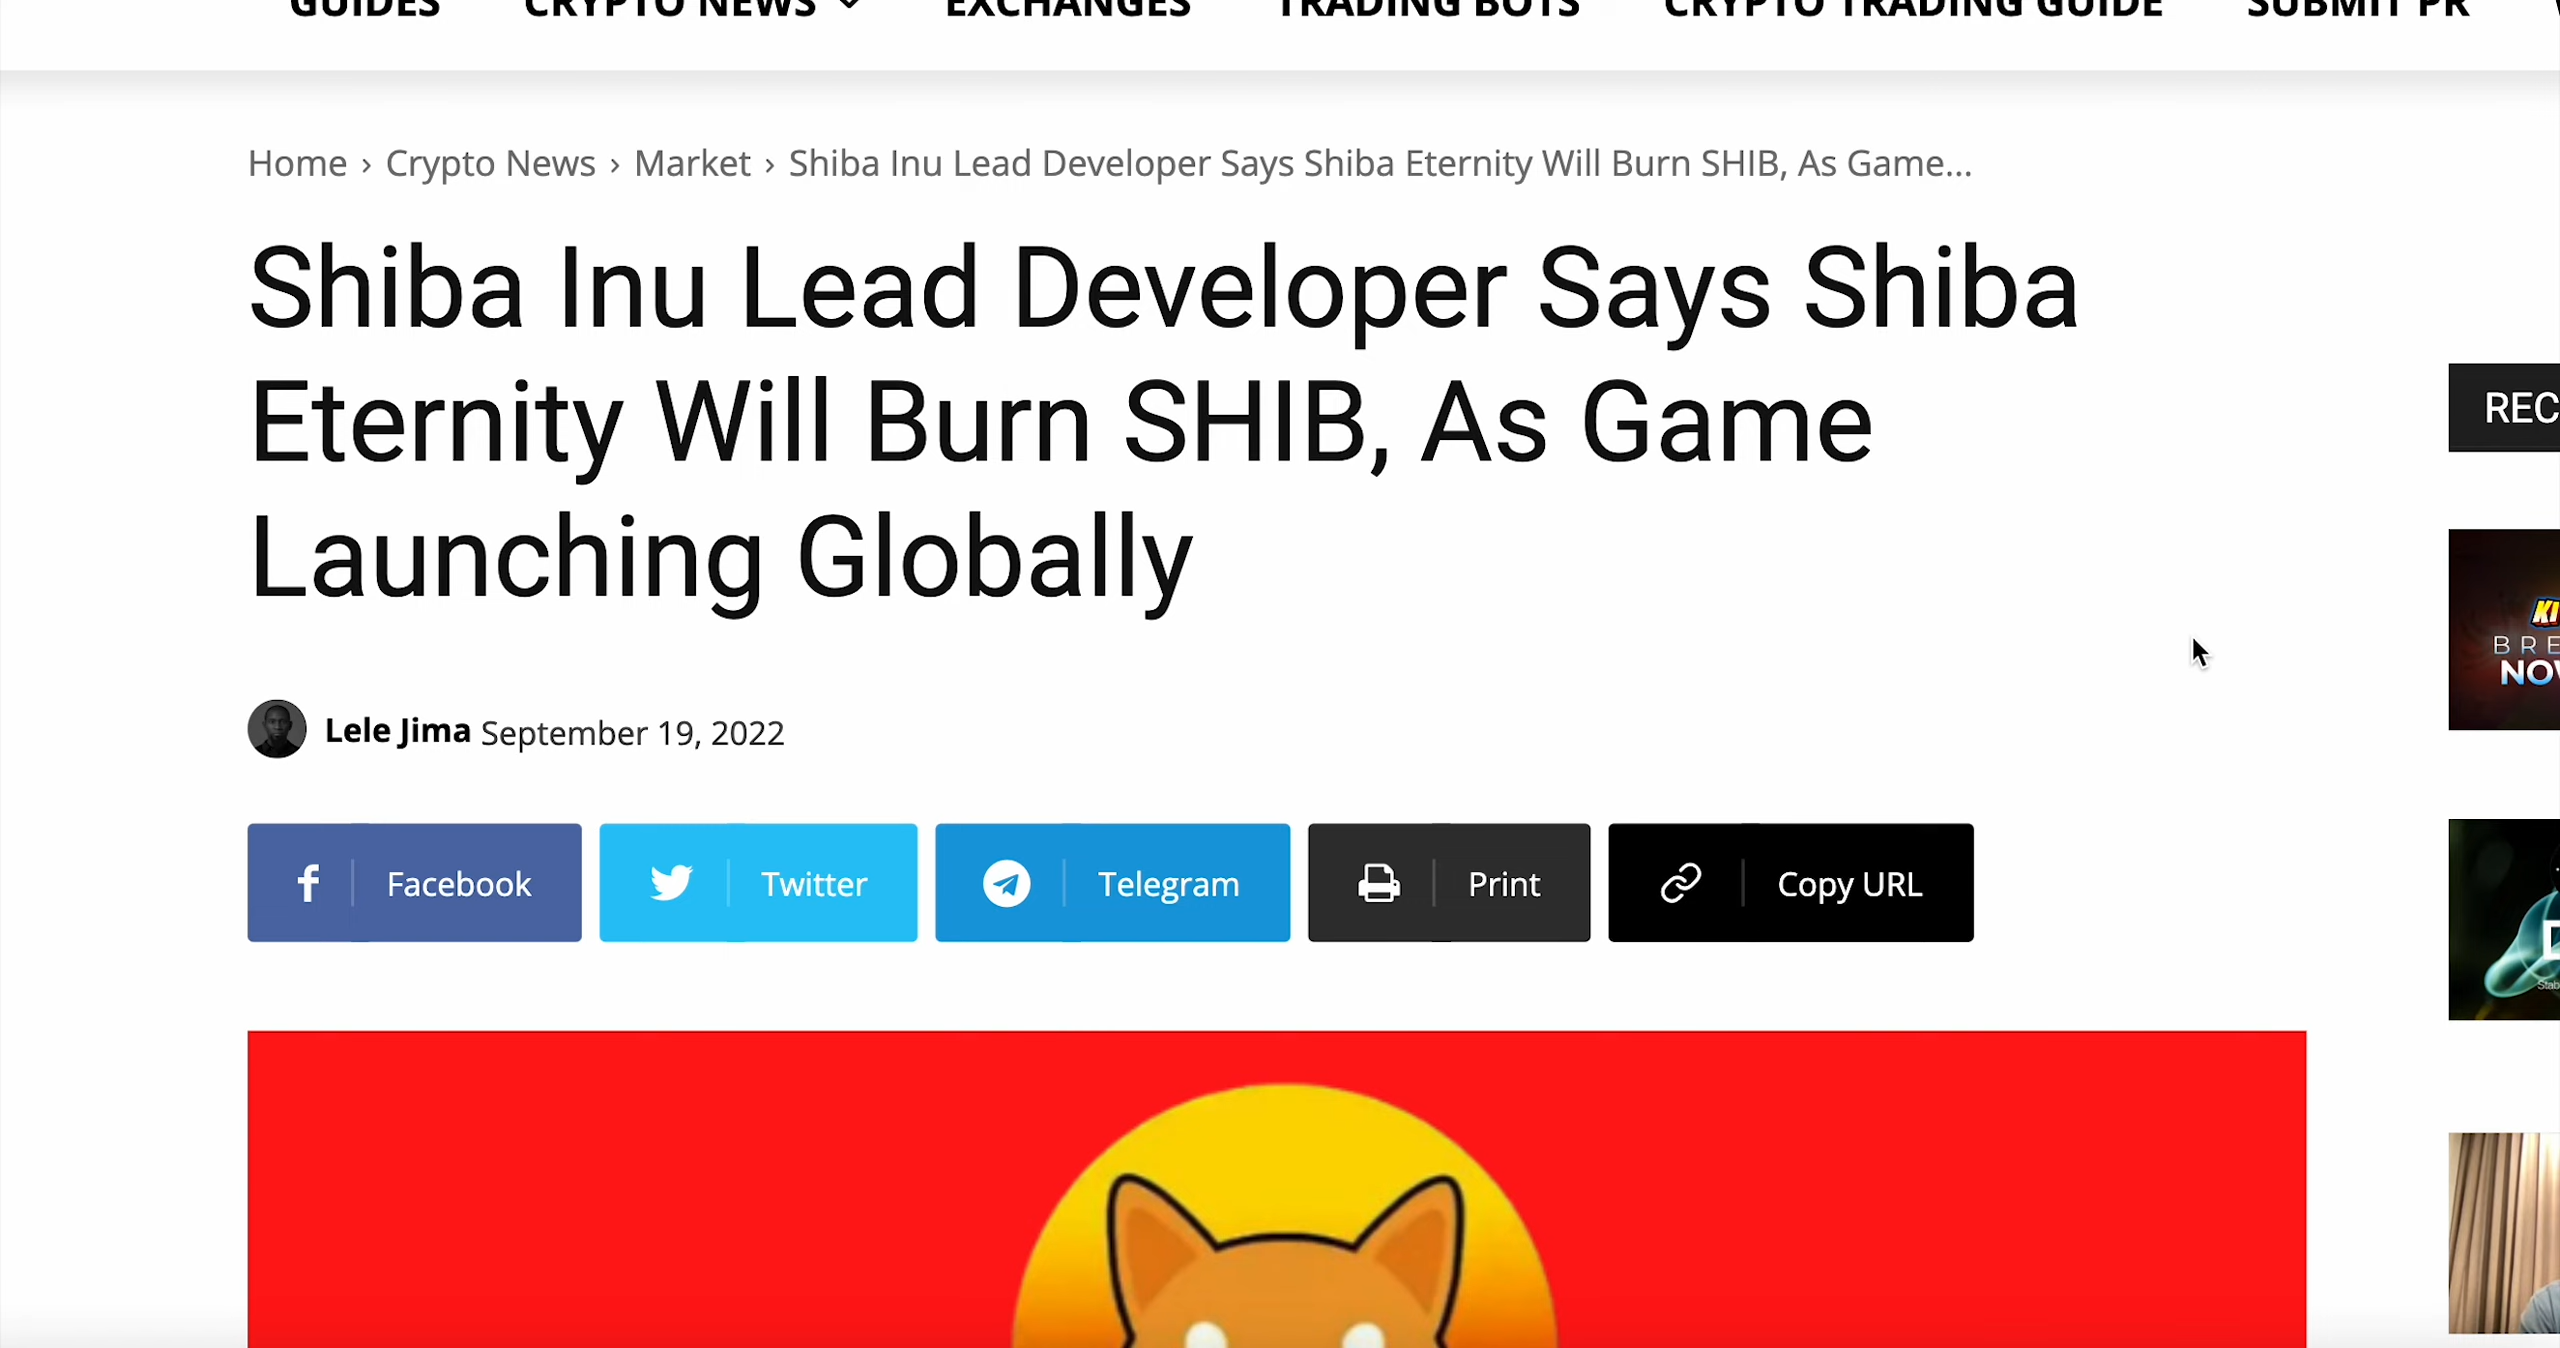 GUIDES CRYPTO NEWS EXCHANGES TRADING BOTS CRYPTO TRADING GUIDE SUBMIT PR
Home › Crypto News › Market › Shiba Inu Lead Developer Says Shiba Eternity Will Burn SHIB, As Game...
Shiba Inu Lead Developer Says Shiba
Eternity Will Burn SHIB, As Game
Launching Globally
Lele Jima September 19, 2022
Facebook Twitter Telegram Print Copy URL